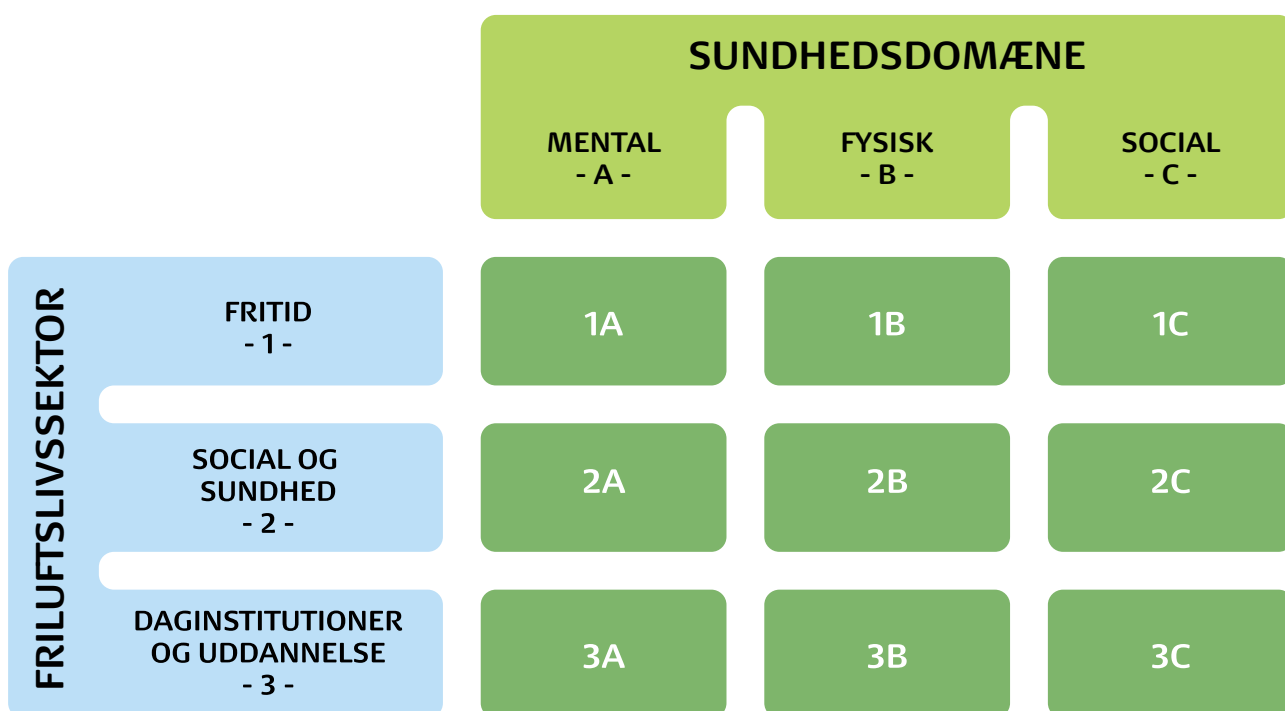 SUNDHEDSDOMÆNE
MENTAL
- A -
FYSISK
- B -
SOCIAL
- C -
FRILUFTSLIVSSEKTOR
FRITID
- 1 -
1A
1B
1C
SOCIAL OG
SUNDHED
- 2 -
2A
2B
2C
DAGINSTITUTIONER
OG UDDANNELSE
- 3 -
3A
3B
3C